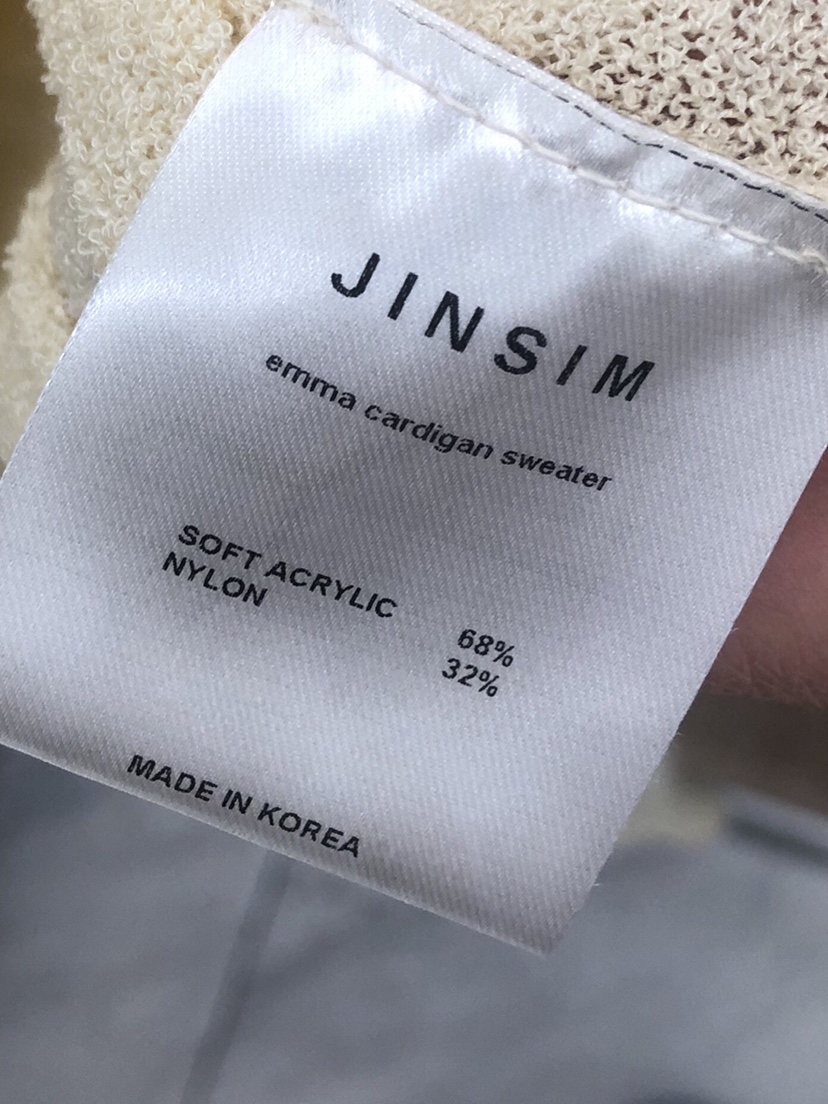 JINSIM
emma cardigan sweater
SOFT ACRYLIC 68%
NYLON 32%
MADE IN KOREA